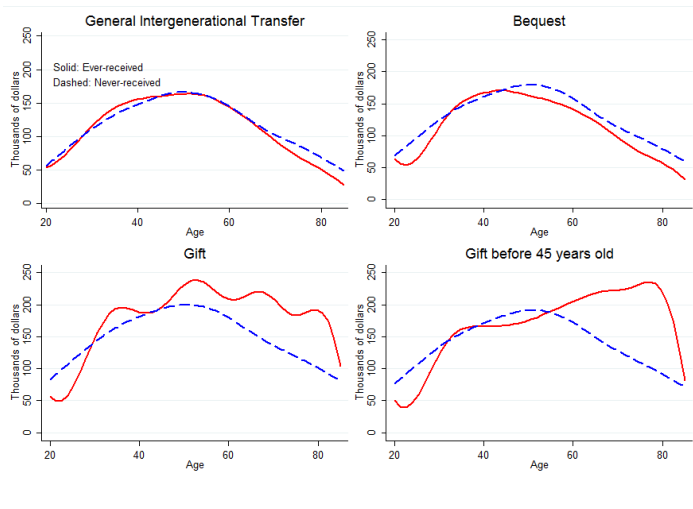 General Intergenerational Transfer
Thousands of dollars
250
200
150
100
50
0
Solid: Ever-received
Dashed: Never-received
20 40 60 80
Age
Bequest
Thousands of dollars
250
200
150
100
50
0
20 40 60 80
Age
Gift
Thousands of dollars
250
200
150
100
50
0
20 40 60 80
Age
Gift before 45 years old
Thousands of dollars
250
200
150
100
50
0
20 40 60 80
Age